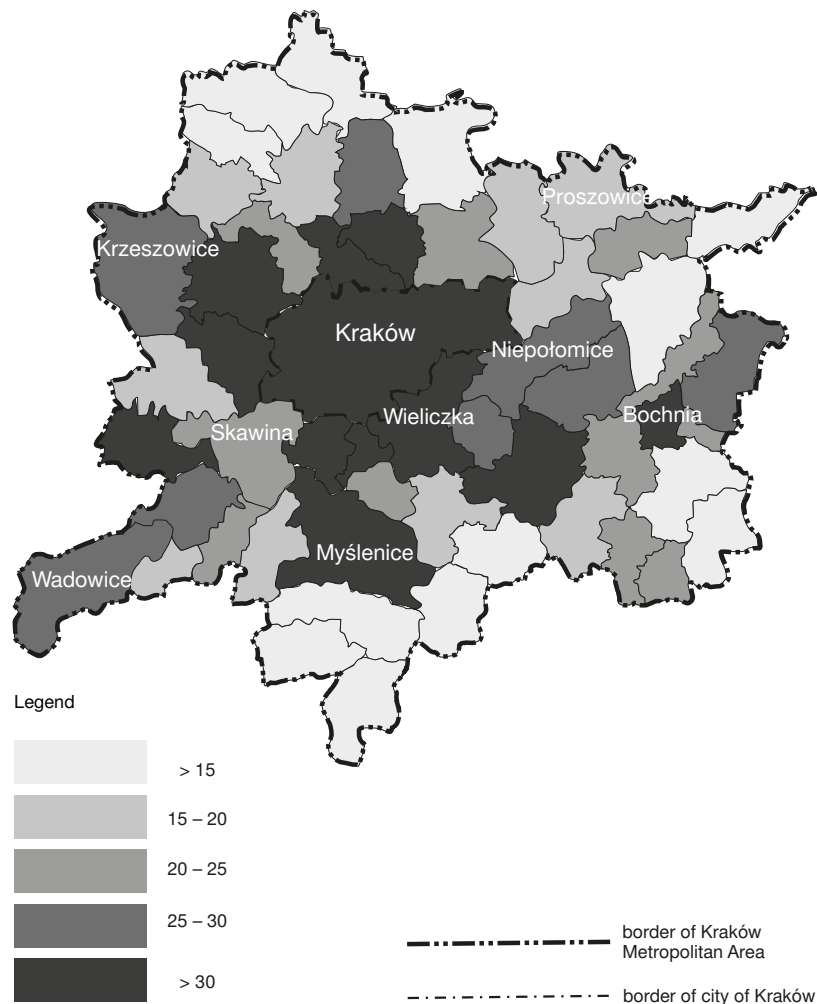 Proszowice
Krzeszowice
Kraków
Niepołomice
Wieliczka
Bochnia
Skawina
Myślenice
Wadowice
Legend
> 15
15 – 20
20 – 25
25 – 30
> 30
border of Kraków
Metropolitan Area
border of city of Kraków